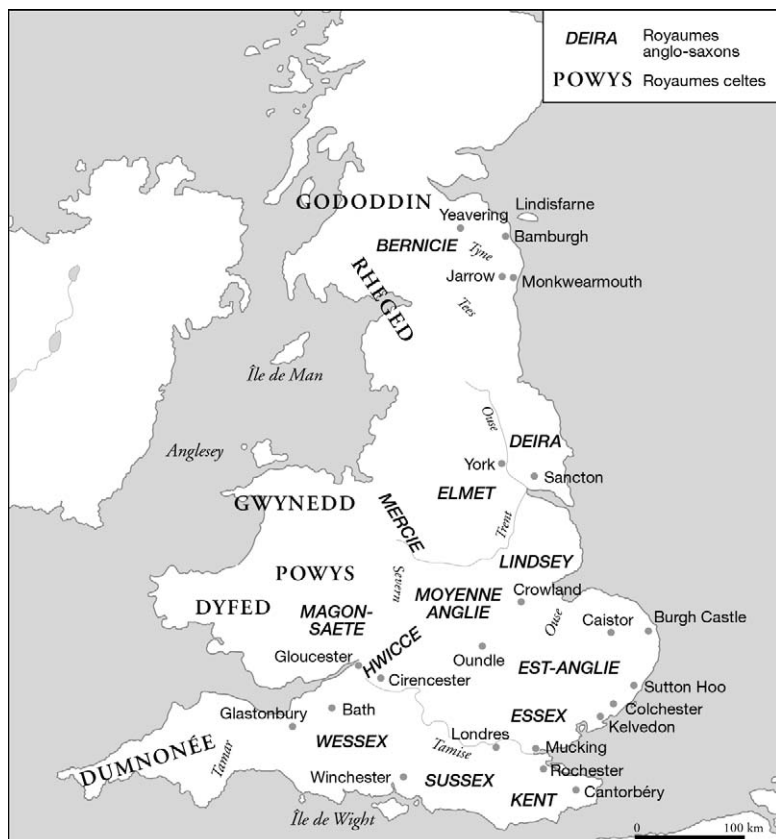 DEIRA Royaumes
anglo-saxons
POWYS Royaumes celtes
GODODDIN
Lindisfarne
Yeavering
Bamburgh
BERNICIE
Tyne
RHEGED
Jarrow
Monkwearmouth
Tees
Île de Man
Ouse
DEIRA
Anglesey
York
Sancton
ELMET
GWYNEDD
MERCIE
Trent
LINDSEY
POWYS
Severn
MOYENNE
ANGLIE
Crowland
DYFED
MAGON-
SAETE
Ouse
Caistor
Burgh Castle
Gloucester
HWICCE
Oundle
EST-ANGLIE
Cirencester
Sutton Hoo
Colchester
Kelvedon
Glastonbury
Bath
ESSEX
DUMNONÉE
Tamar
WESSEX
Tamise
Londres
Mucking
Winchester
SUSSEX
Rochester
KENT
Cantorbéry
Île de Wight
0 100 km